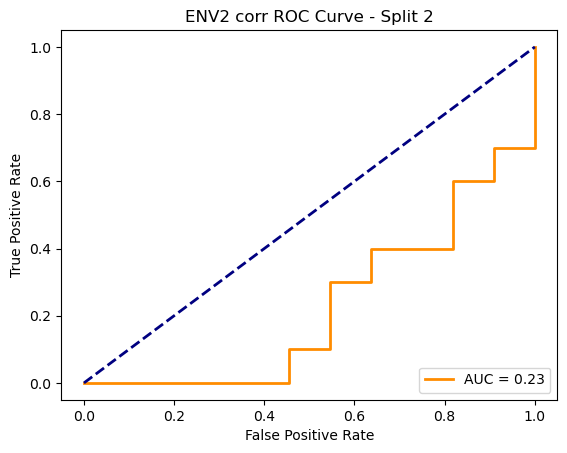 ENV2 corr ROC Curve - Split 2
True Positive Rate
1.0
0.8
0.6
0.4
0.2
0.0
AUC = 0.23
0.0 0.2 0.4 0.6 0.8 1.0
False Positive Rate